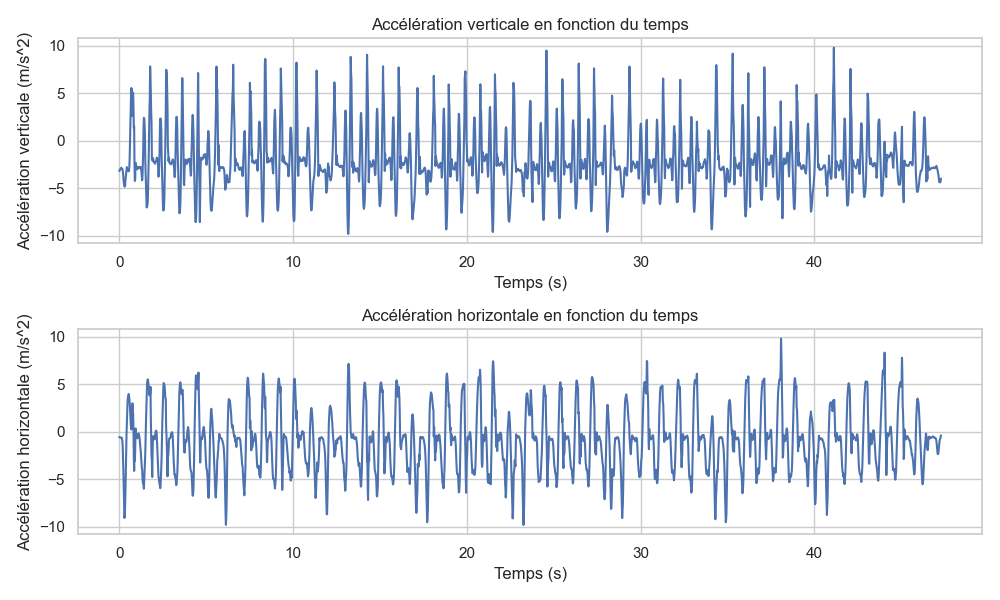 Accélération verticale en fonction du temps
Accélération verticale (m/s^2)
10
5
0
−5
−10
0 10 20 30 40
Temps (s)
Accélération horizontale en fonction du temps
Accélération horizontale (m/s^2)
10
5
0
−5
−10
0 10 20 30 40
Temps (s)